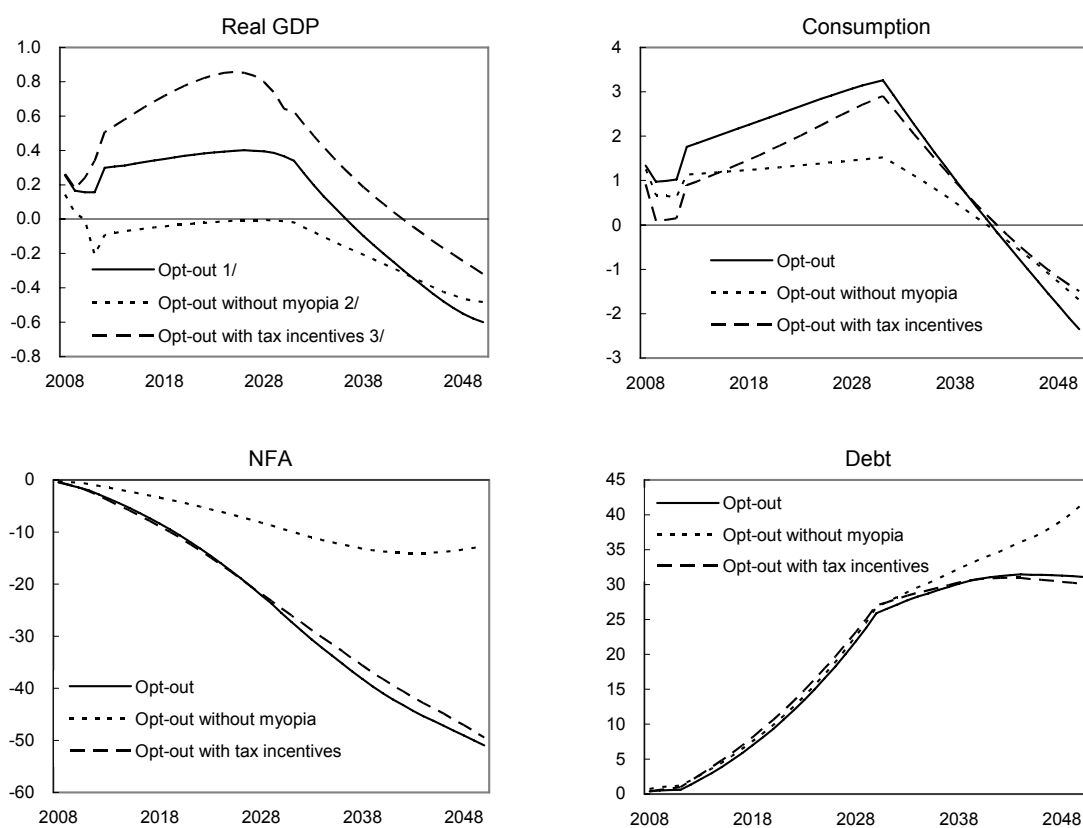 Real GDP
1.0
0.8
0.6
0.4
0.2
0.0
-0.2
-0.4
-0.6
-0.8
Opt-out 1/
Opt-out without myopia 2/
Opt-out with tax incentives 3/
2008 2018 2028 2038 2048
Consumption
4
3
2
1
0
-1
-2
-3
Opt-out
Opt-out without myopia
Opt-out with tax incentives
2008 2018 2028 2038 2048
NFA
0
-10
-20
-30
-40
-50
-60
Opt-out
Opt-out without myopia
Opt-out with tax incentives
2008 2018 2028 2038 2048
Debt
45
40
35
30
25
20
15
10
5
0
Opt-out
Opt-out without myopia
Opt-out with tax incentives
2008 2018 2028 2038 2048